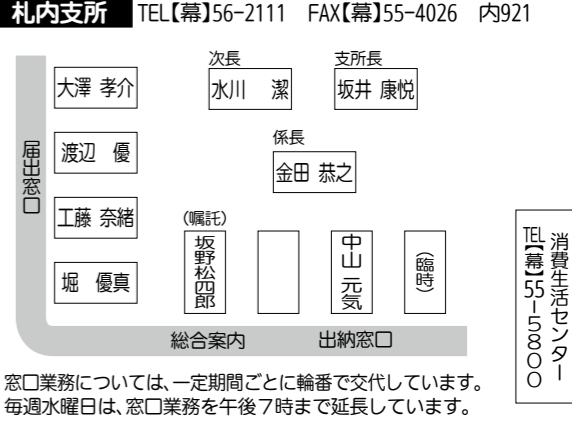 札内支所 TEL【幕】56-2111 FAX【幕】55-4026 内921
次長
水川 潔
支所長
坂井 康悦
係長
金田 恭之
届出窓口
大澤 孝介
渡辺 優
工藤 奈緒
堀 優真
(嘱託)
坂野松四郎
中山 元気
(臨時)
総合案内
出納窓口
消費生活センター
TEL【幕】55-5800
窓口業務については、一定期間ごとに輪番で交代しています。
毎週水曜日は、窓口業務を午後7時まで延長しています。